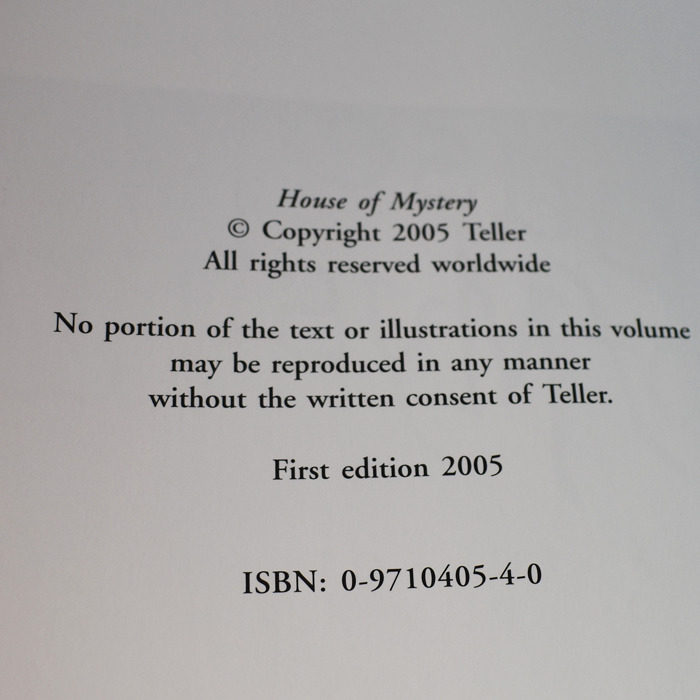 House of Mystery
© Copyright 2005 Teller
All rights reserved worldwide
No portion of the text or illustrations in this volume
may be reproduced in any manner
without the written consent of Teller.
First edition 2005
ISBN: 0-9710405-4-0